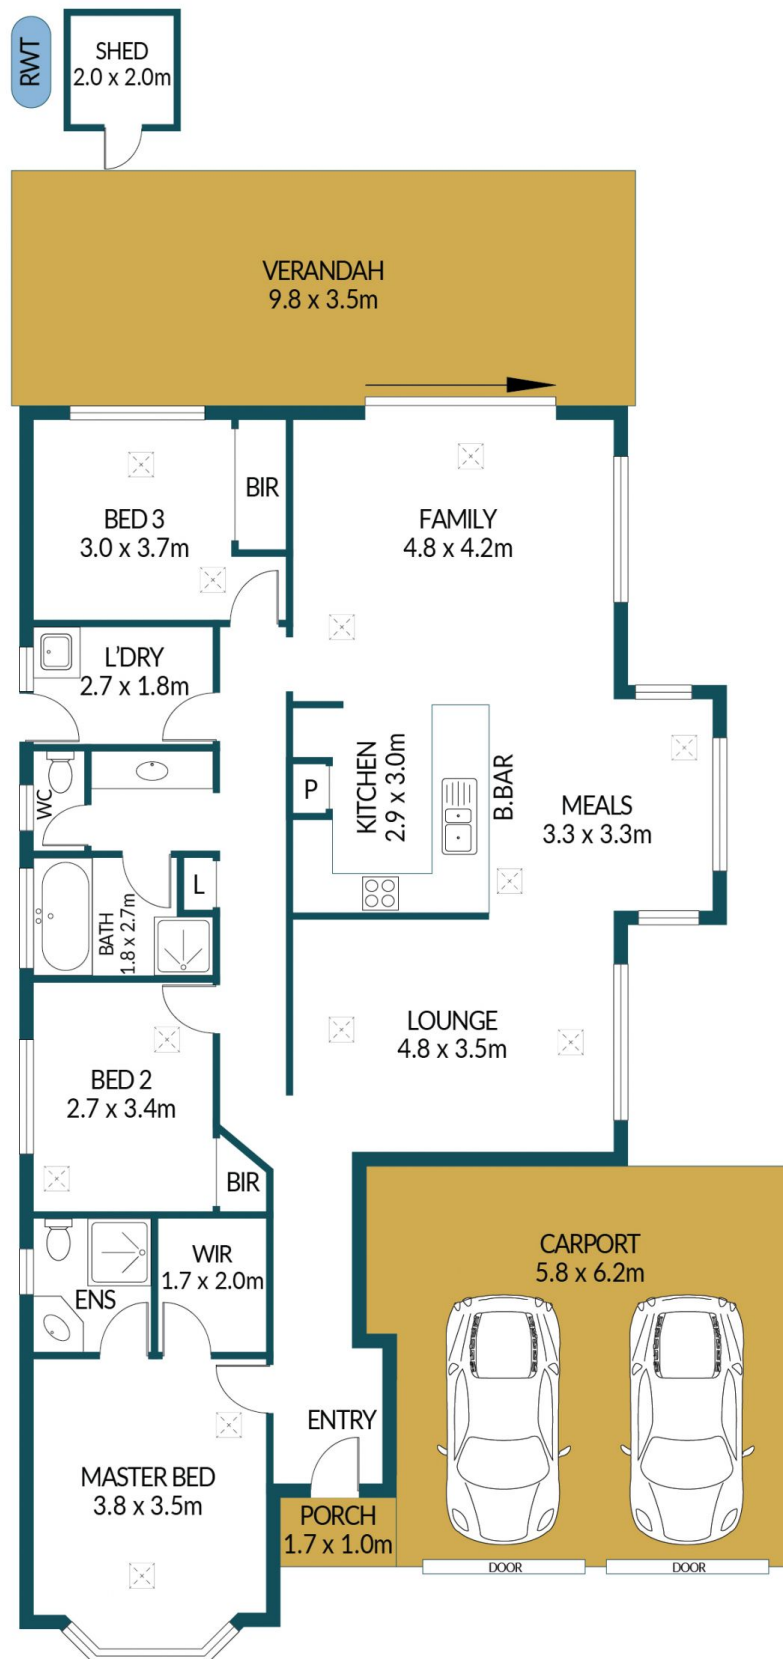 RWT
SHED
2.0 x 2.0m
VERANDAH
9.8 x 3.5m
BED 3
3.0 x 3.7m
BIR
FAMILY
4.8 x 4.2m
L'DRY
2.7 x 1.8m
WC
P
KITCHEN
2.9 x 3.0m
B.BAR
MEALS
3.3 x 3.3m
L
BATH
1.8 x 2.7m
LOUNGE
4.8 x 3.5m
BED 2
2.7 x 3.4m
BIR
ENS
WIR
1.7 x 2.0m
CARPORT
5.8 x 6.2m
ENTRY
MASTER BED
3.8 x 3.5m
PORCH
1.7 x 1.0m
DOOR
DOOR